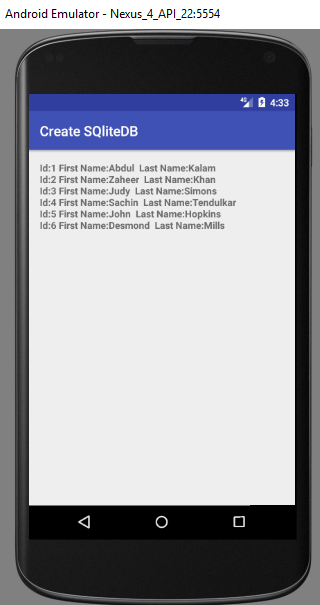 Android Emulator - Nexus_4_API_22:5554
4G 4:33
Create SQliteDB
Id:1 First Name:Abdul  Last Name:Kalam
Id:2 First Name:Zaheer  Last Name:Khan
Id:3 First Name:Judy  Last Name:Simons
Id:4 First Name:Sachin  Last Name:Tendulkar
Id:5 First Name:John  Last Name:Hopkins
Id:6 First Name:Desmond  Last Name:Mills